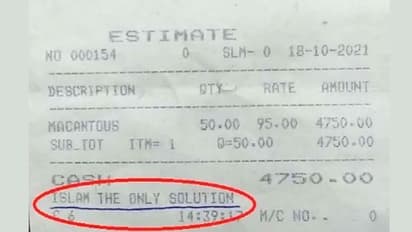 ESTIMATE
NO 000154 0 SLM- 0 18-10-2021
DESCRIPTION QTY RATE AMOUNT
MACANTOUS 50.00 95.00 4750.00
SUB_TOT ITM= 1 Q=50.00 4750.00
CASH 4750.00
ISLAM THE ONLY SOLUTION
C 6 14:39:17 M/C NO.. 0